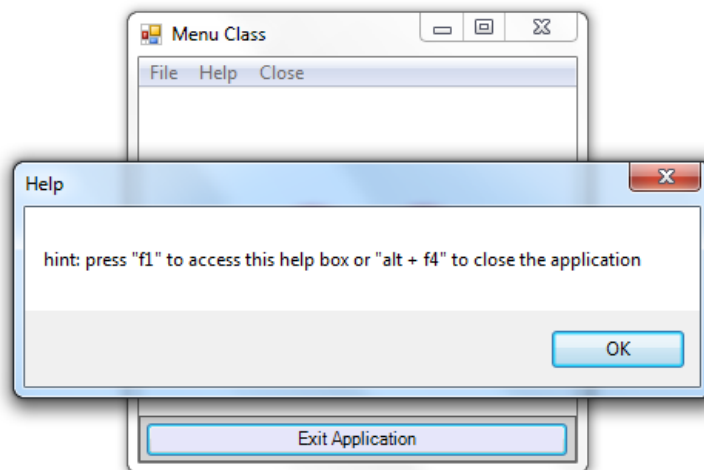 Menu Class
File Help Close
Help
hint: press "f1" to access this help box or "alt + f4" to close the application
OK
Exit Application